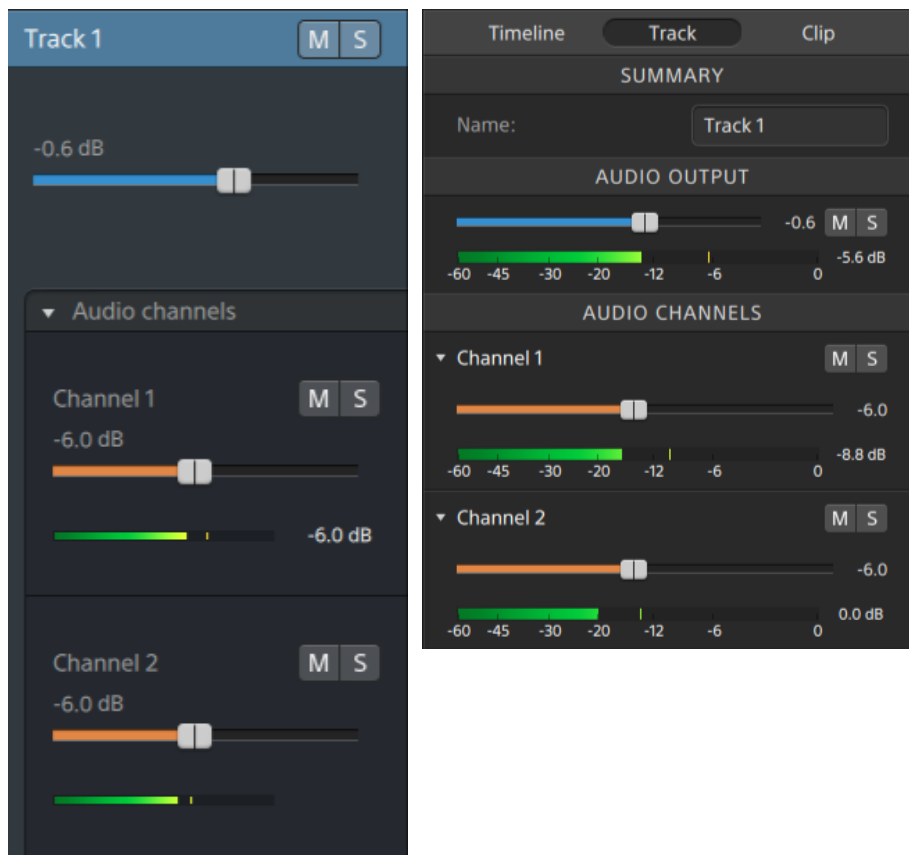 Track 1 M S
-0.6 dB
Audio channels
Channel 1 M S
-6.0 dB
-6.0 dB
Channel 2 M S
-6.0 dB
Timeline Track Clip
SUMMARY
Name: Track 1
AUDIO OUTPUT
-0.6 M S
-5.6 dB
-60 -45 -30 -20 -12 -6 0
AUDIO CHANNELS
Channel 1 M S
-6.0
-8.8 dB
-60 -45 -30 -20 -12 -6 0
Channel 2 M S
-6.0
0.0 dB
-60 -45 -30 -20 -12 -6 0